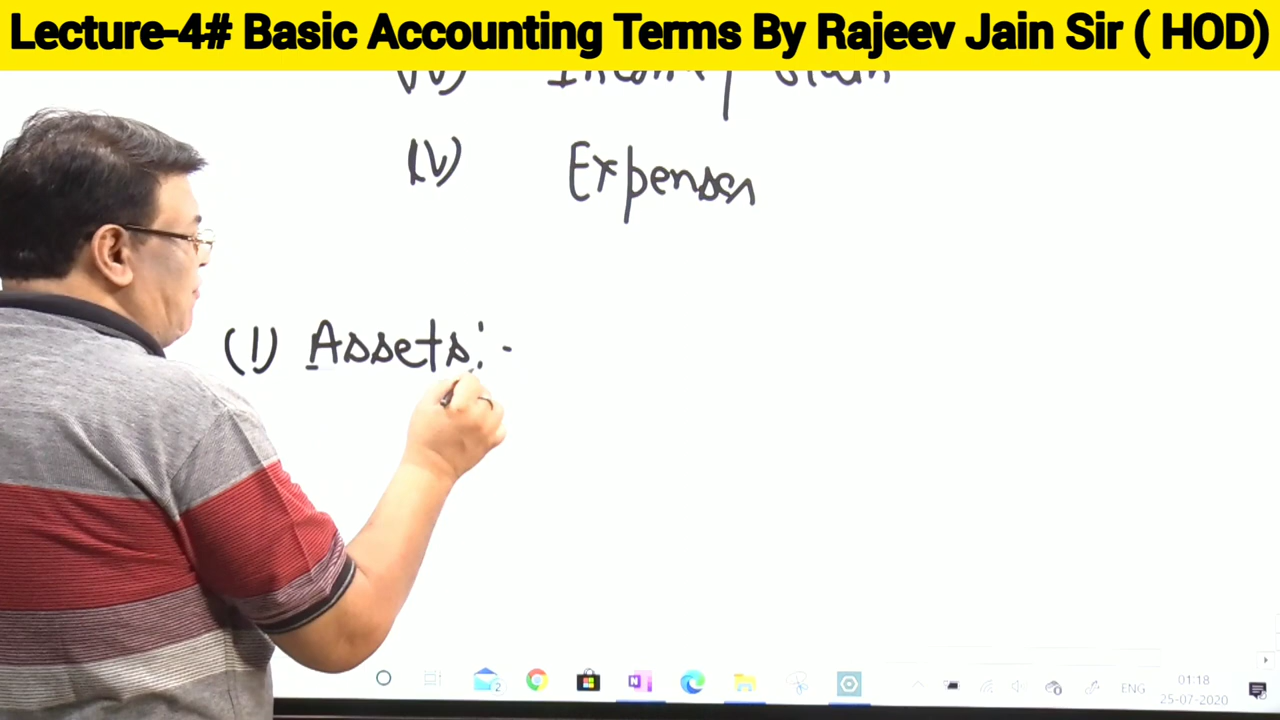 Lecture-4# Basic Accounting Terms By Rajeev Jain Sir ( HOD)
(V) Expenses
(1) Assets:-
2
ENG
01:18
25-07-2020